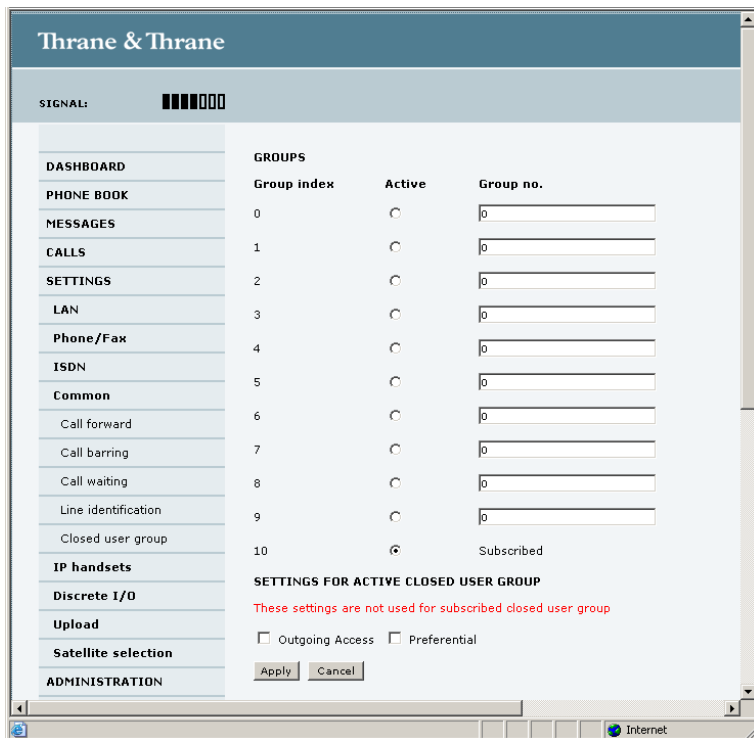 Thrane & Thrane
SIGNAL:
DASHBOARD
PHONE BOOK
MESSAGES
CALLS
SETTINGS
LAN
Phone/Fax
ISDN
Common
Call forward
Call barring
Call waiting
Line identification
Closed user group
IP handsets
Discrete I/O
Upload
Satellite selection
ADMINISTRATION
GROUPS
Group index Active Group no.
0 0
1 0
2 0
3 0
4 0
5 0
6 0
7 0
8 0
9 0
10 Subscribed
SETTINGS FOR ACTIVE CLOSED USER GROUP
These settings are not used for subscribed closed user group
Outgoing Access Preferential
Apply Cancel
Internet